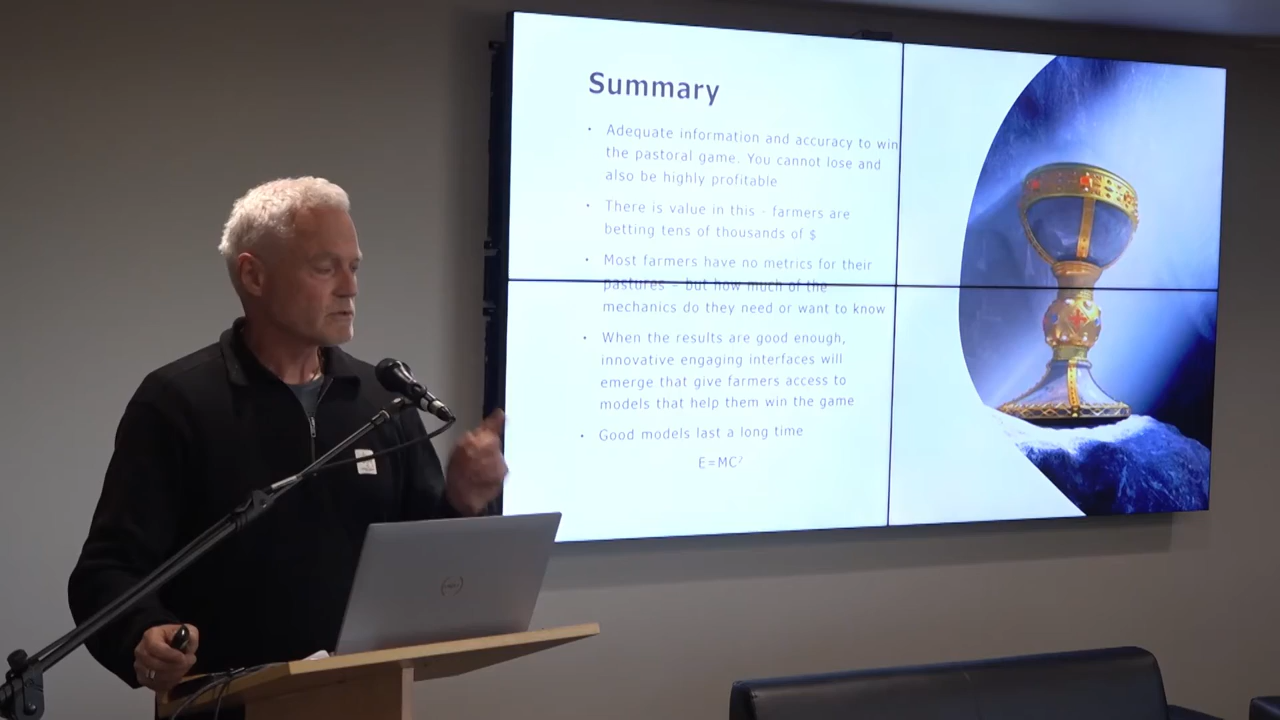 Summary
• Adequate information and accuracy to win
the pastoral game. You cannot lose and
also be highly profitable
• There is value in this - farmers are
betting tens of thousands of $
• Most farmers have no metrics for their
pastures – but how much of the
mechanics do they need or want to know
• When the results are good enough,
innovative engaging interfaces will
emerge that give farmers access to
models that help them win the game
• Good models last a long time
E=MC²
DELL